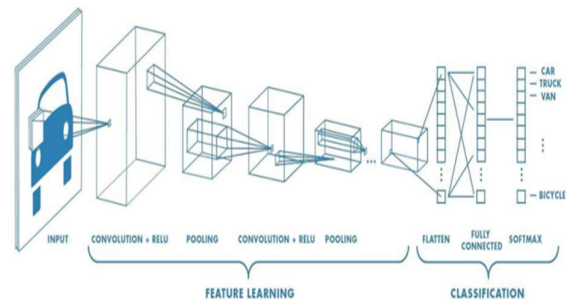 CAR
TRUCK
VAN
BICYCLE
INPUT
CONVOLUTION + RELU
POOLING
CONVOLUTION + RELU
POOLING
FLATTEN
FULLY
CONNECTED
SOFTMAX
FEATURE LEARNING
CLASSIFICATION